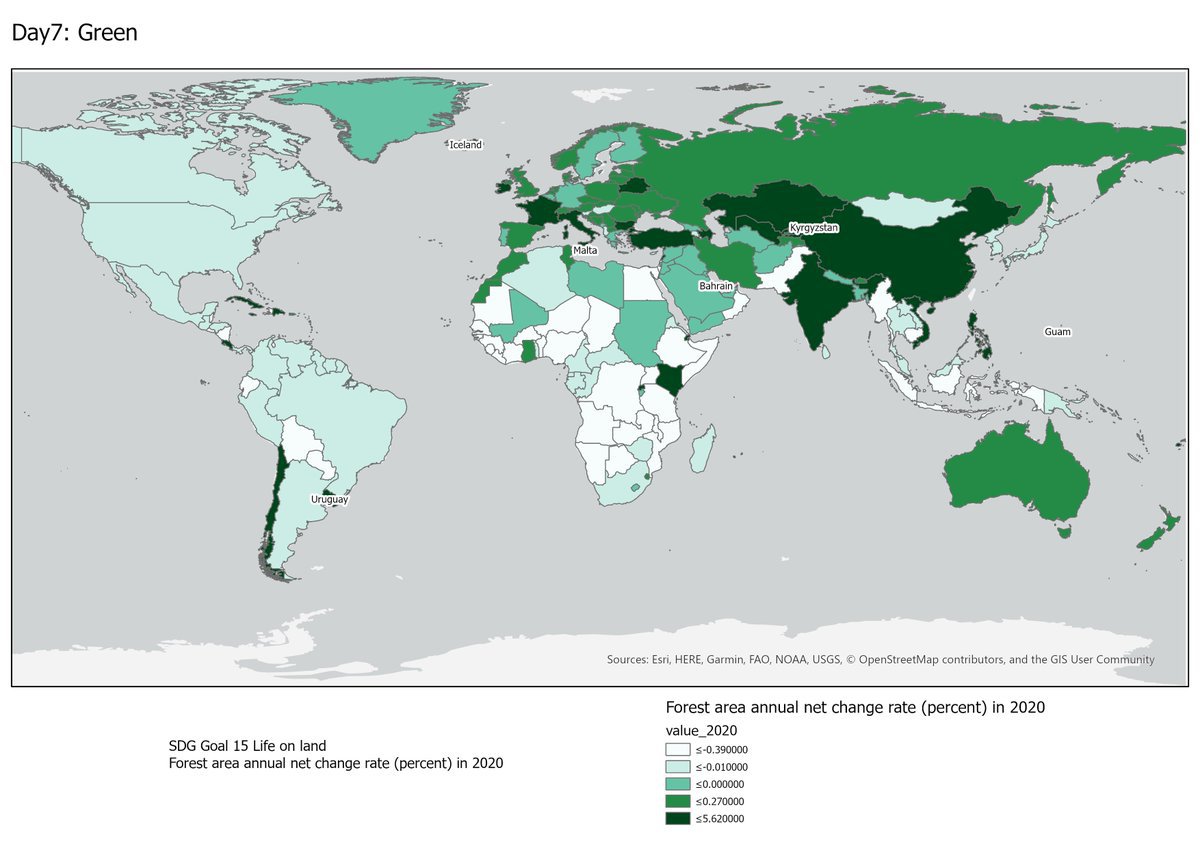 Day7: Green
Iceland
Kyrgyzstan
Malta
Bahrain
Guam
Uruguay
Sources: Esri, HERE, Garmin, FAO, NOAA, USGS, © OpenStreetMap contributors, and the GIS User Community
Forest area annual net change rate (percent) in 2020
value_2020
≤-0.390000
≤-0.010000
≤0.000000
≤0.270000
≤5.620000
SDG Goal 15 Life on land
Forest area annual net change rate (percent) in 2020